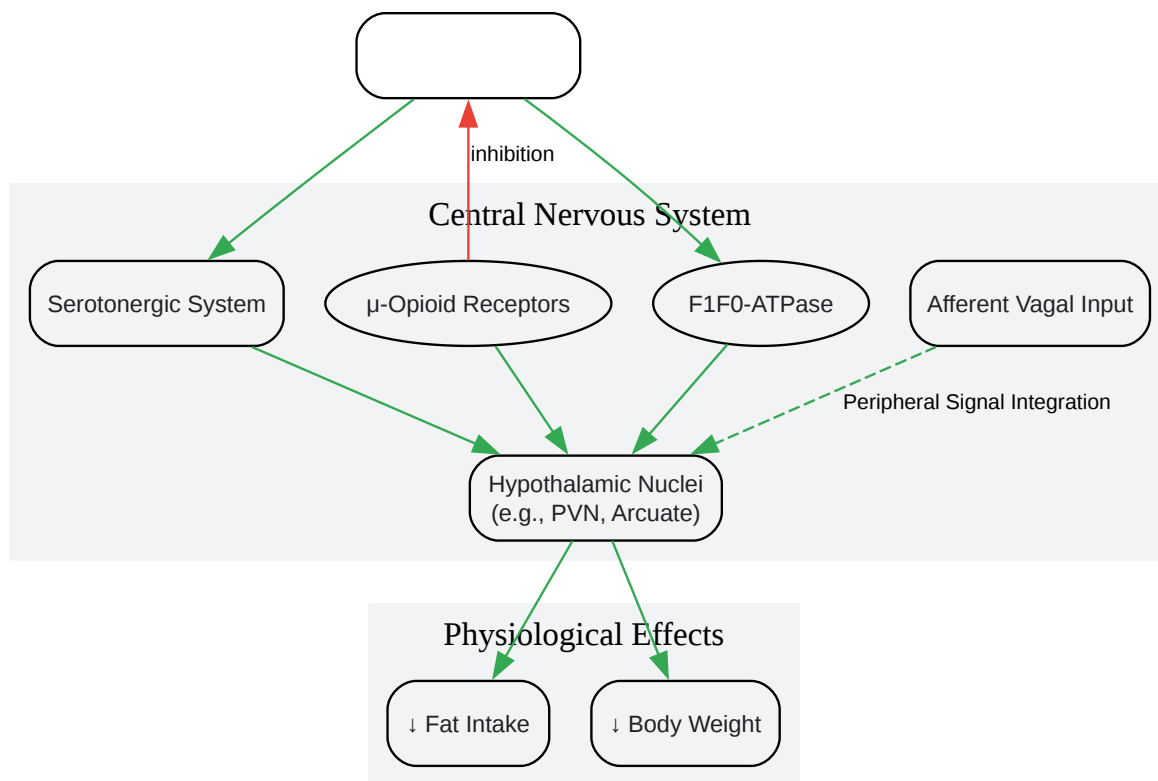 inhibition
Central Nervous System
Serotonergic System
μ-Opioid Receptors
F1F0-ATPase
Afferent Vagal Input
Peripheral Signal Integration
Hypothalamic Nuclei
(e.g., PVN, Arcuate)
Physiological Effects
↓ Fat Intake
↓ Body Weight